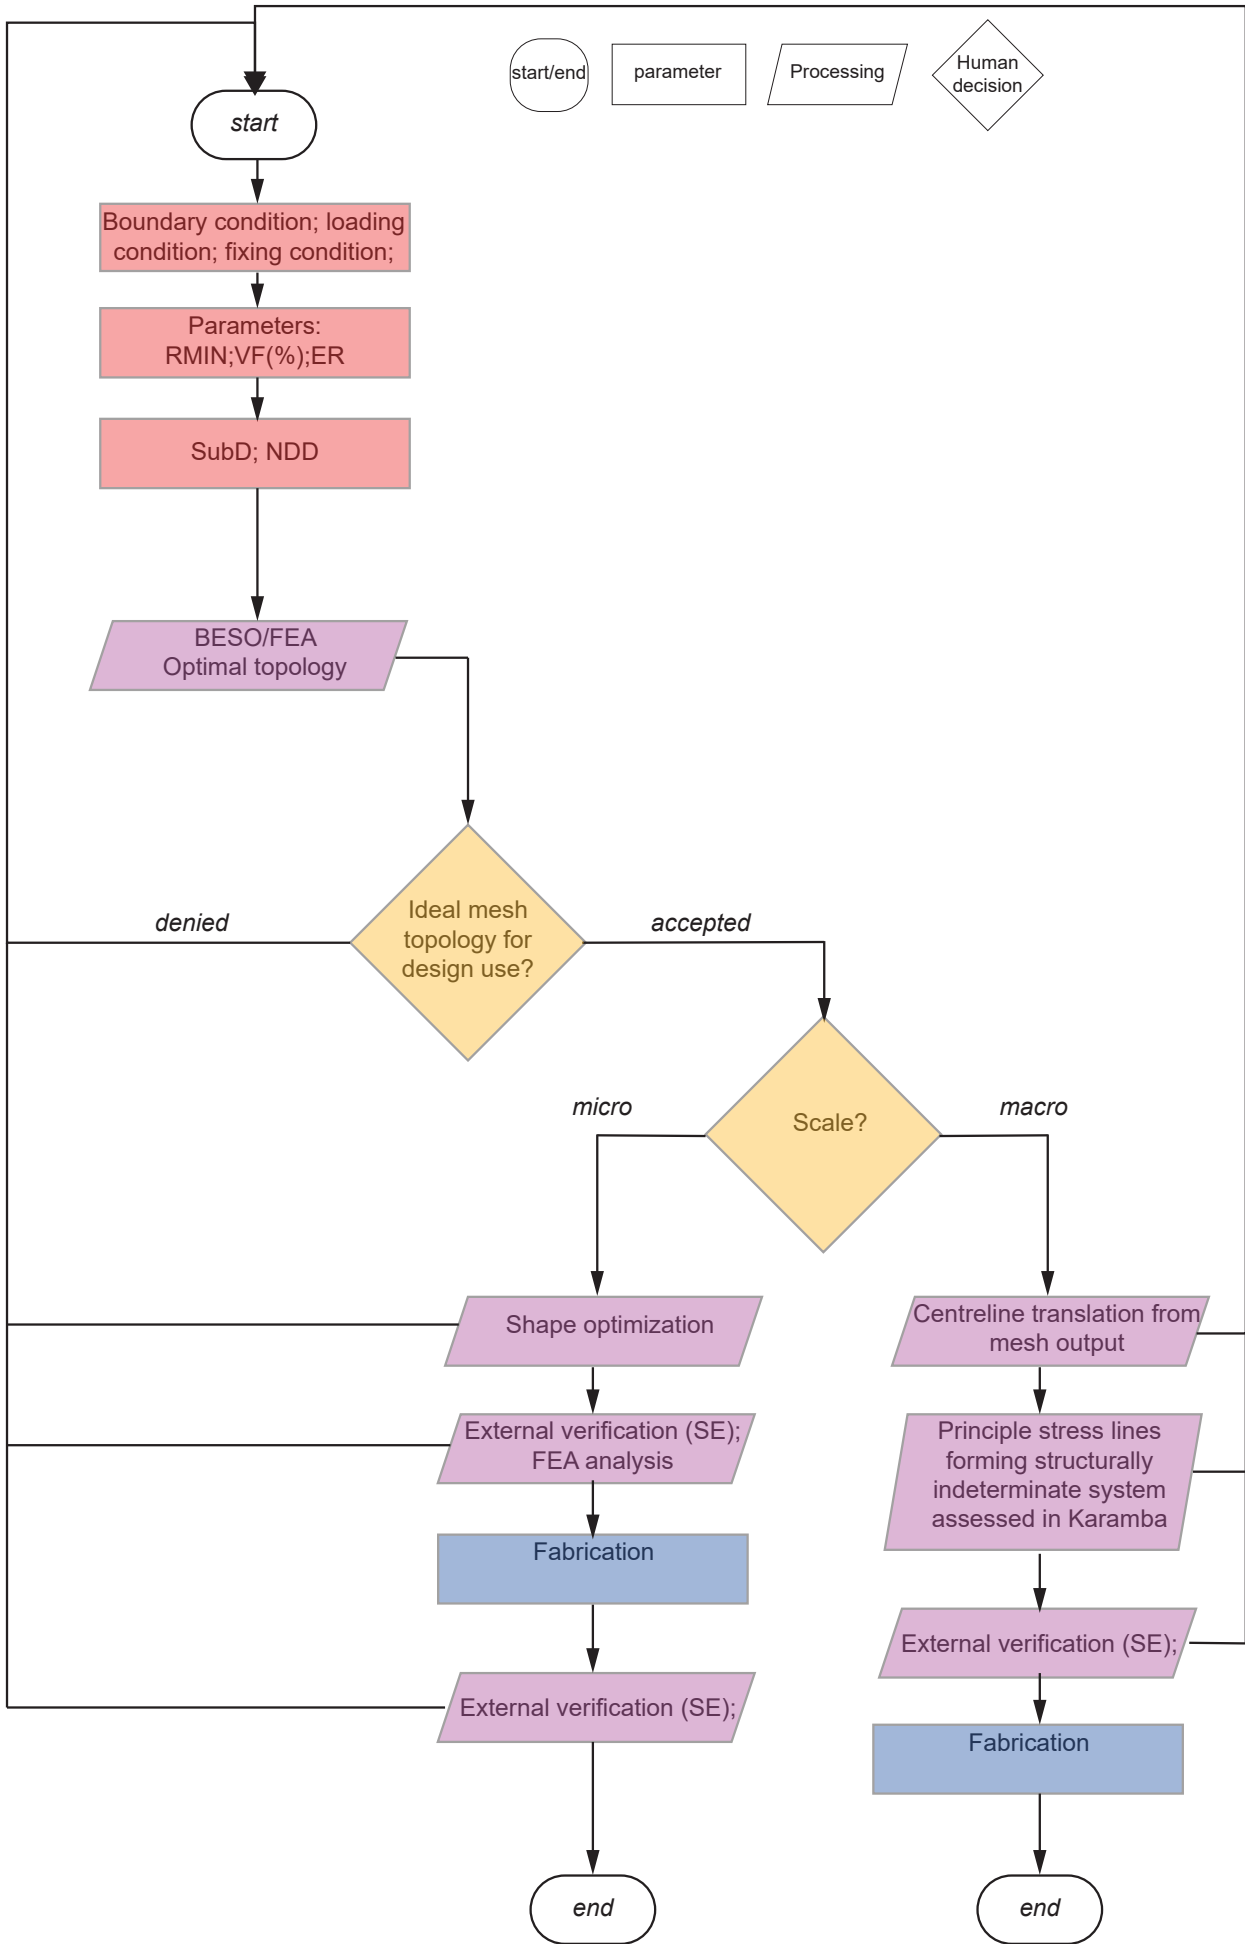 start/end
parameter
Processing
Human
decision
start
Boundary condition; loading
condition; fixing condition;
Parameters:
RMIN;VF(%);ER
SubD; NDD
BESO/FEA
Optimal topology
denied
Ideal mesh
topology for
design use?
accepted
micro
Scale?
macro
Shape optimization
Centreline translation from
mesh output
External verification (SE);
FEA analysis
Principle stress lines
forming structurally
indeterminate system
assessed in Karamba
Fabrication
External verification (SE);
External verification (SE);
Fabrication
end
end